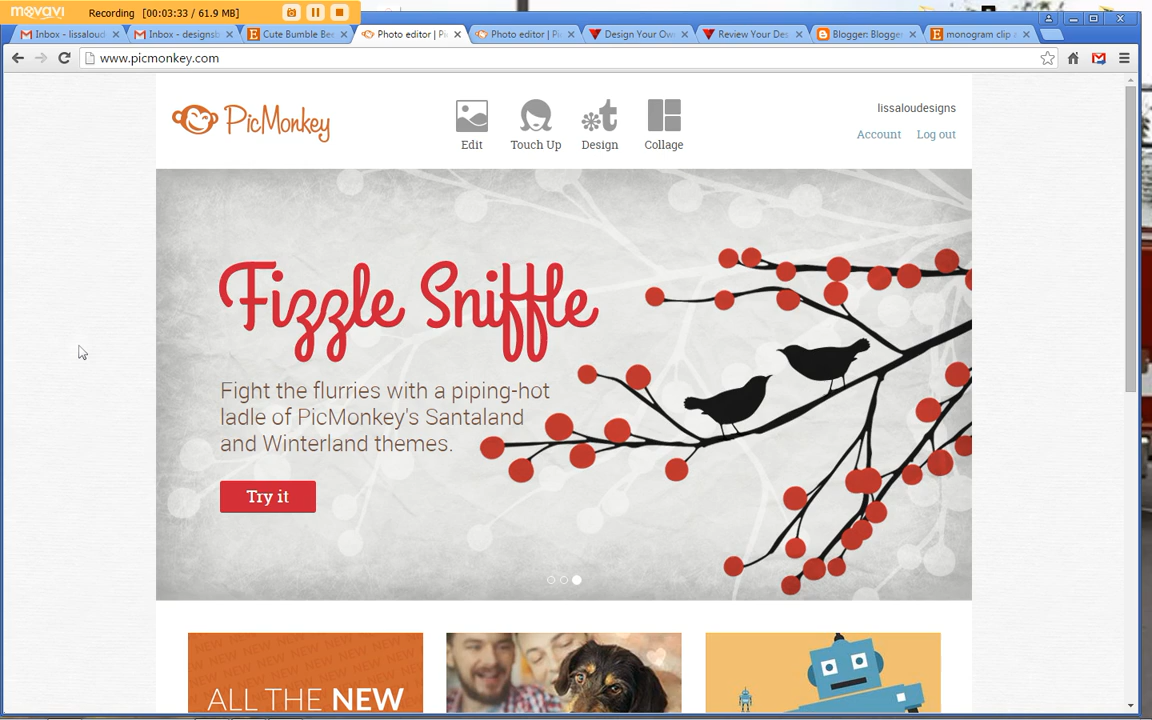 movavi
Recording [00:03:33 / 61.9 MB]
Inbox - lissaloud
Inbox - designsb
Cute Bumble Bee
Photo editor | P
Photo editor | Pi
Design Your Ow
Review Your Des
Blogger: Blogger
monogram clip
www.picmonkey.com
PicMonkey
Edit
Touch Up
Design
Collage
lissaloudesigns
Account
Log out
Fizzle Sniffle
Fight the flurries with a piping-hot
ladle of PicMonkey's Santaland
and Winterland themes.
Try it
ALL THE NEW